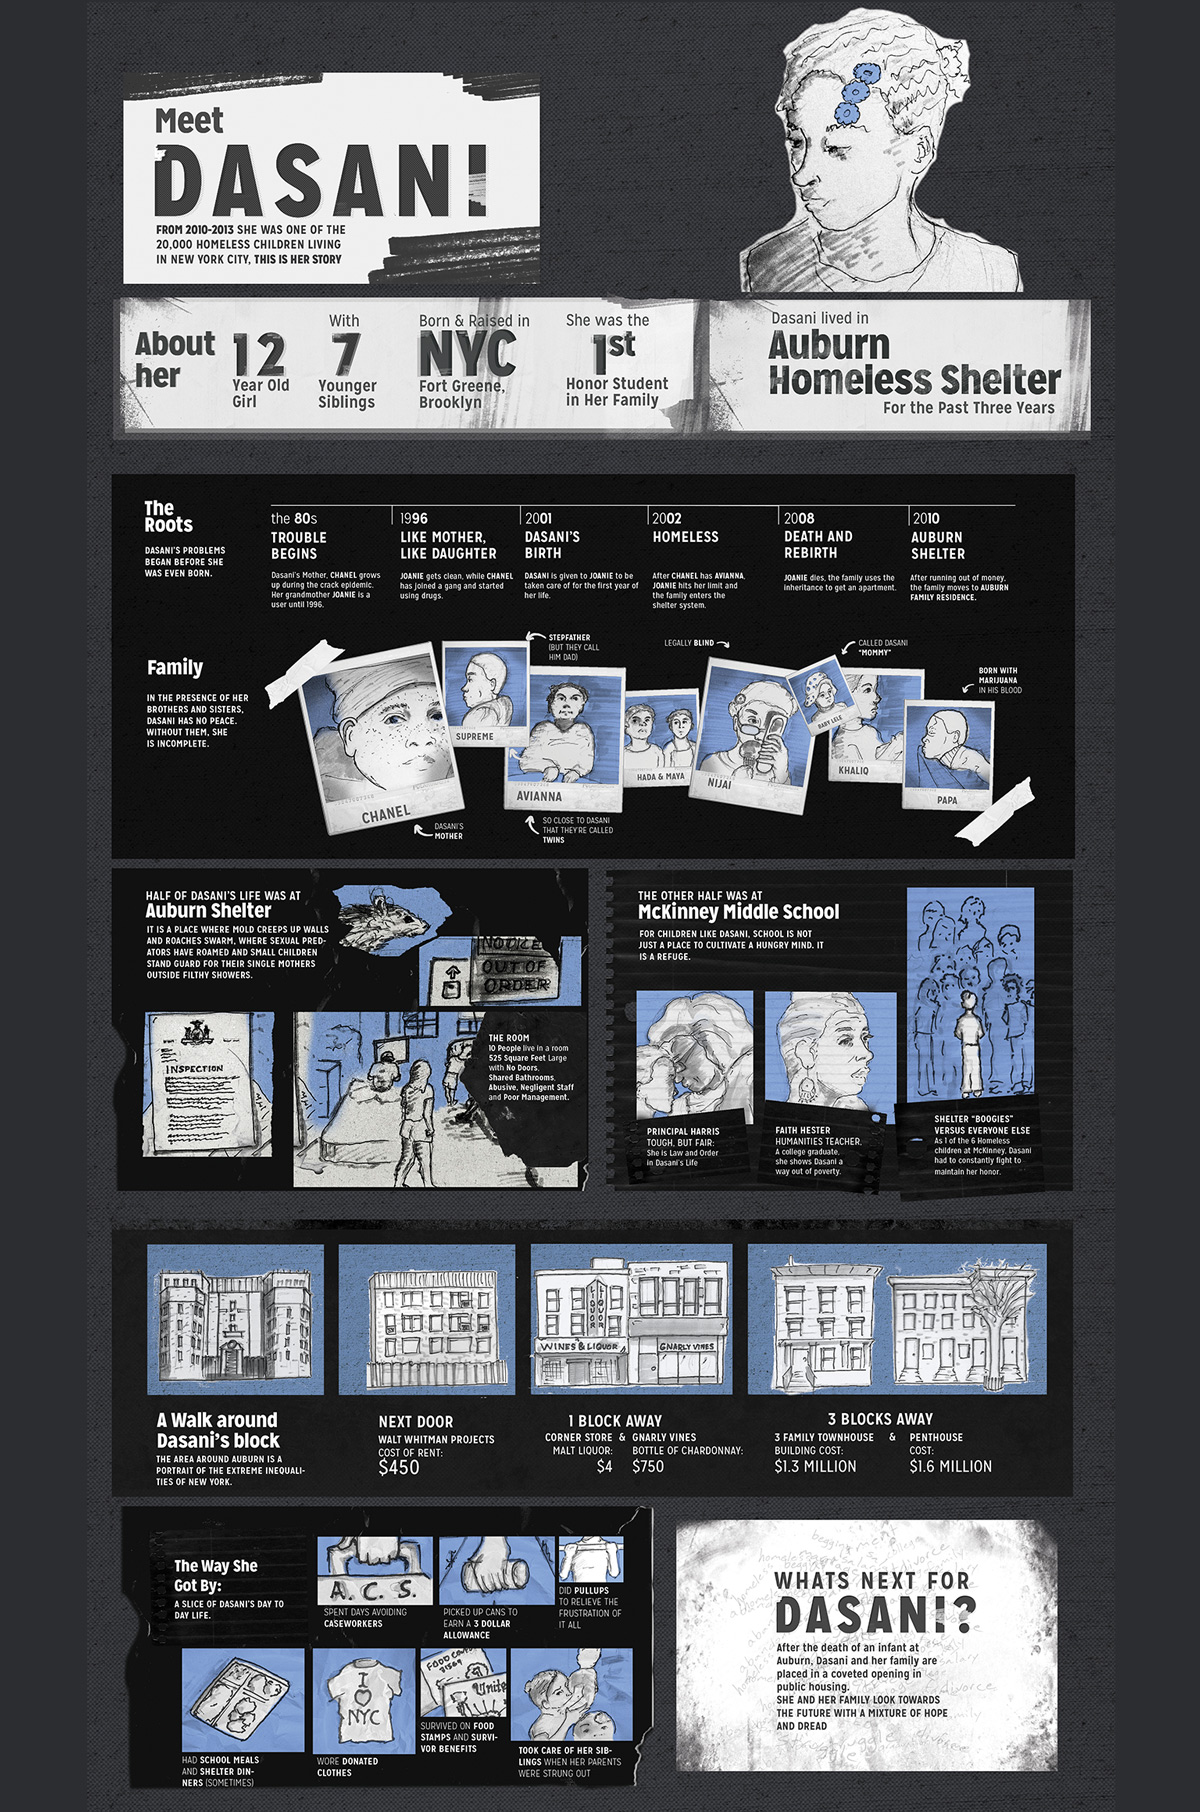 Meet
DASANI
FROM 2010-2013 SHE WAS ONE OF THE
20,000 HOMELESS CHILDREN LIVING
IN NEW YORK CITY, THIS IS HER STORY
About
her
12
Year Old
Girl
With
7
Younger
Siblings
Born & Raised in
NYC
Fort Greene,
Brooklyn
She was the
1st
Honor Student
in Her Family
Dasani lived in
Auburn
Homeless Shelter
For the Past Three Years
The
Roots
DASANI'S PROBLEMS
BEGAN BEFORE SHE
WAS EVEN BORN.
the 80s
TROUBLE
BEGINS
Dasani's Mother, CHANEL grows
up during the crack epidemic.
Her grandmother JOANIE is a
user until 1996.
1996
LIKE MOTHER,
LIKE DAUGHTER
JOANIE gets clean, while CHANEL
has joined a gang and started
using drugs.
2001
DASANI'S
BIRTH
DASANI is given to JOANIE to be
taken care of for the first year of
her life.
2002
HOMELESS
After CHANEL has AVIANNA,
JOANIE hits her limit and
the family enters the
shelter system.
2008
DEATH AND
REBIRTH
JOANIE dies, the family uses the
inheritance to get an apartment.
2010
AUBURN
SHELTER
After running out of money,
the family moves to AUBURN
FAMILY RESIDENCE.
Family
IN THE PRESENCE OF HER
BROTHERS AND SISTERS,
DASANI HAS NO PEACE.
WITHOUT THEM, SHE
IS INCOMPLETE.
CHANEL
DASANI'S
MOTHER
SUPREME
STEPFATHER
(BUT THEY CALL
HIM DAD)
AVIANNA
SO CLOSE TO DASANI
THAT THEY'RE CALLED
TWINS
HADA & MAYA
LEGALLY BLIND
NIJAI
BABY LELE
CALLED DASANI
"MOMMY"
KHALIQ
BORN WITH
MARIJUANA
IN HIS BLOOD
PAPA
HALF OF DASANI'S LIFE WAS AT
Auburn Shelter
IT IS A PLACE WHERE MOLD CREEPS UP WALLS
AND ROACHES SWARM, WHERE SEXUAL PRED-
ATORS HAVE ROAMED AND SMALL CHILDREN
STAND GUARD FOR THEIR SINGLE MOTHERS
OUTSIDE FILTHY SHOWERS.
NOTICE
OUT OF
ORDER
INSPECTION
THE ROOM
10 People live in a room
525 Square Feet Large
with No Doors,
Shared Bathrooms,
Abusive, Negligent Staff
and Poor Management.
THE OTHER HALF WAS AT
McKinney Middle School
FOR CHILDREN LIKE DASANI, SCHOOL IS NOT
JUST A PLACE TO CULTIVATE A HUNGRY MIND. IT
IS A REFUGE.
PRINCIPAL HARRIS
TOUGH, BUT FAIR:
She is Law and Order
in Dasani's Life
FAITH HESTER
HUMANITIES TEACHER,
A college graduate,
she shows Dasani a
way out of poverty.
SHELTER "BOOGIES"
VERSUS EVERYONE ELSE
As 1 of the 6 Homeless
children at McKinney, Dasani
had to constantly fight to
maintain her honor.
LIQUOR
LIQUOR
WINES & LIQUOR
GNARLY VINES
A Walk around
Dasani's block
THE AREA AROUND AUBURN IS A
PORTRAIT OF THE EXTREME INEQUALI-
TIES OF NEW YORK.
NEXT DOOR
WALT WHITMAN PROJECTS
COST OF RENT:
$450
1 BLOCK AWAY
CORNER STORE & GNARLY VINES
MALT LIQUOR: BOTTLE OF CHARDONNAY:
$4 $750
3 BLOCKS AWAY
3 FAMILY TOWNHOUSE & PENTHOUSE
BUILDING COST: COST:
$1.3 MILLION $1.6 MILLION
The Way She
Got By:
A SLICE OF DASANI'S DAY TO
DAY LIFE.
A.C.S.
SPENT DAYS AVOIDING
CASEWORKERS
PICKED UP CANS TO
EARN A 3 DOLLAR
ALLOWANCE
DID PULLUPS
TO RELIEVE THE
FRUSTRATION OF
IT ALL
HAD SCHOOL MEALS
AND SHELTER DIN-
NERS (SOMETIMES)
I
NYC
WORE DONATED
CLOTHES
FOOD
Unite
SURVIVED ON FOOD
STAMPS AND SURVI-
VOR BENEFITS
TOOK CARE OF HER SIB-
LINGS WHEN HER PARENTS
WERE STRUNG OUT
WHATS NEXT FOR
DASANI?
After the death of an infant at
Auburn, Dasani and her family are
placed in a coveted opening in
public housing.
SHE AND HER FAMILY LOOK TOWARDS
THE FUTURE WITH A MIXTURE OF HOPE
AND DREAD